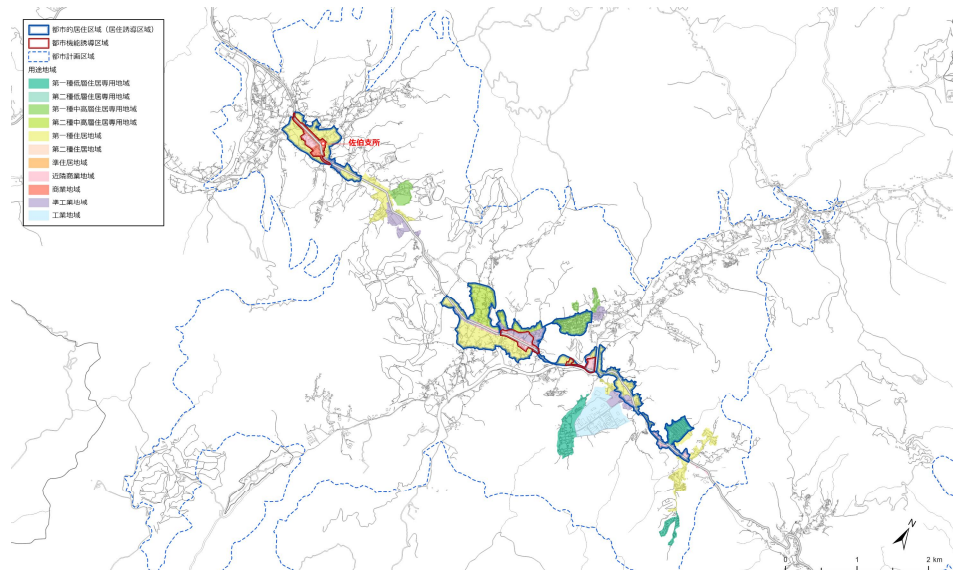 都市的居住区域（居住誘導区域）
都市機能誘導区域
都市計画区域
用途地域
第一種低層住居専用地域
第二種低層住居専用地域
第一種中高層住居専用地域
第二種中高層住居専用地域
第一種住居地域
第二種住居地域
準住居地域
近隣商業地域
商業地域
準工業地域
工業地域
佐伯支所
N
0 1 2 km